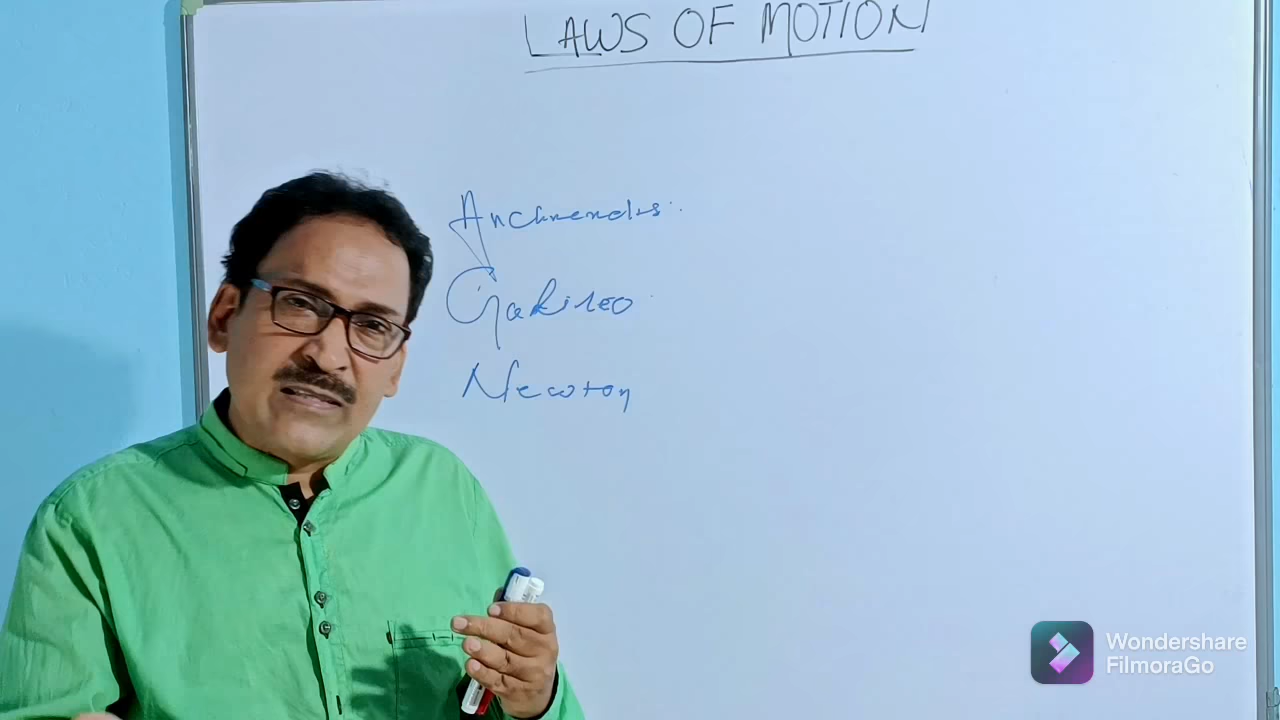 LAWS OF MOTION
Archimedes
Galileo
Newton
Wondershare
FilmoraGo